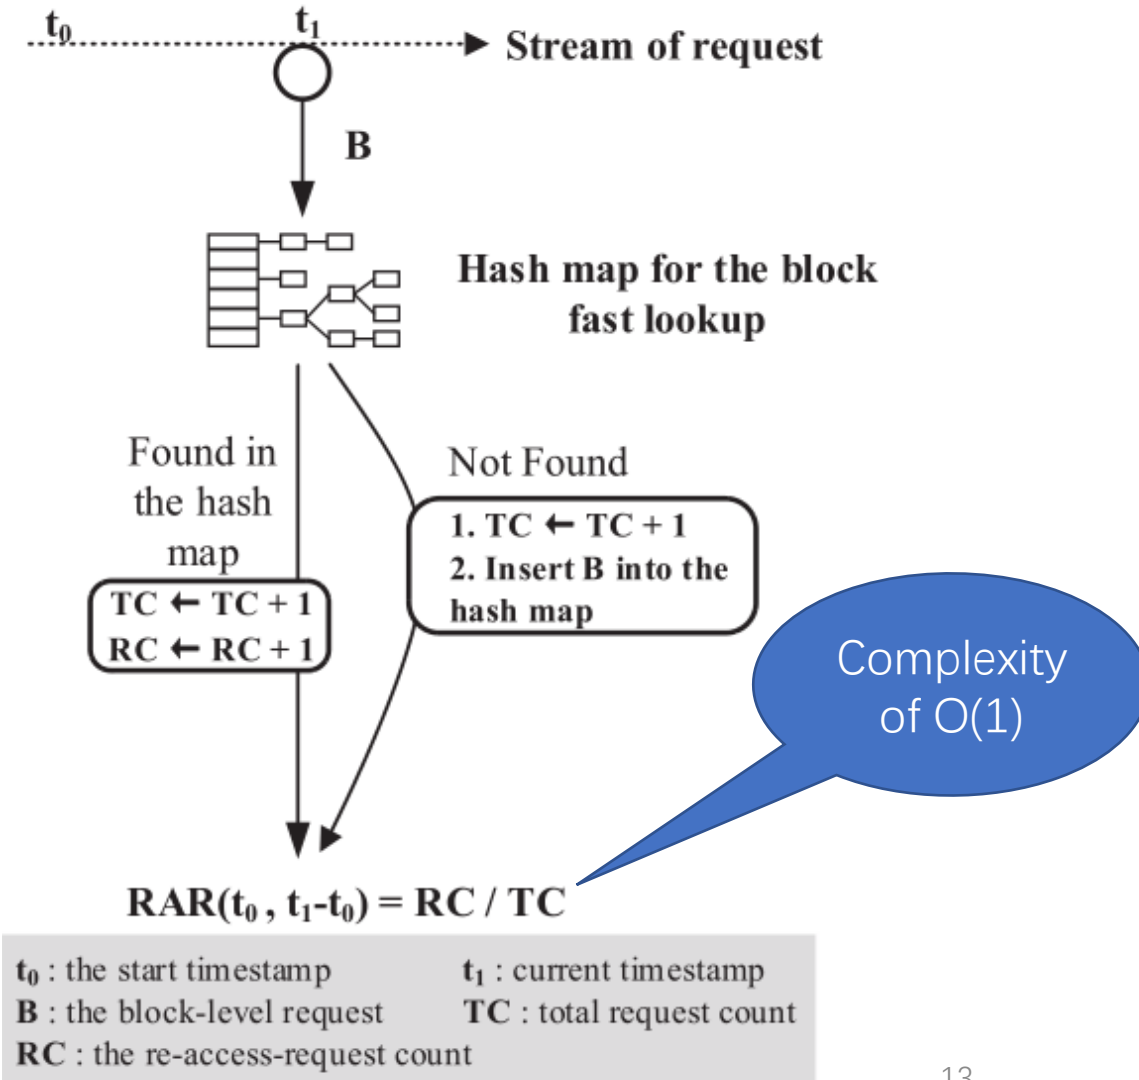 t₀
t₁
Stream of request
B
Hash map for the block
fast lookup
Found in
the hash
map
Not Found
1. TC ← TC + 1
2. Insert B into the
hash map
TC ← TC + 1
RC ← RC + 1
Complexity
of O(1)
RAR(t₀ , t₁-t₀) = RC / TC
t₀ : the start timestamp t₁ : current timestamp
B : the block-level request TC : total request count
RC : the re-access-request count
13